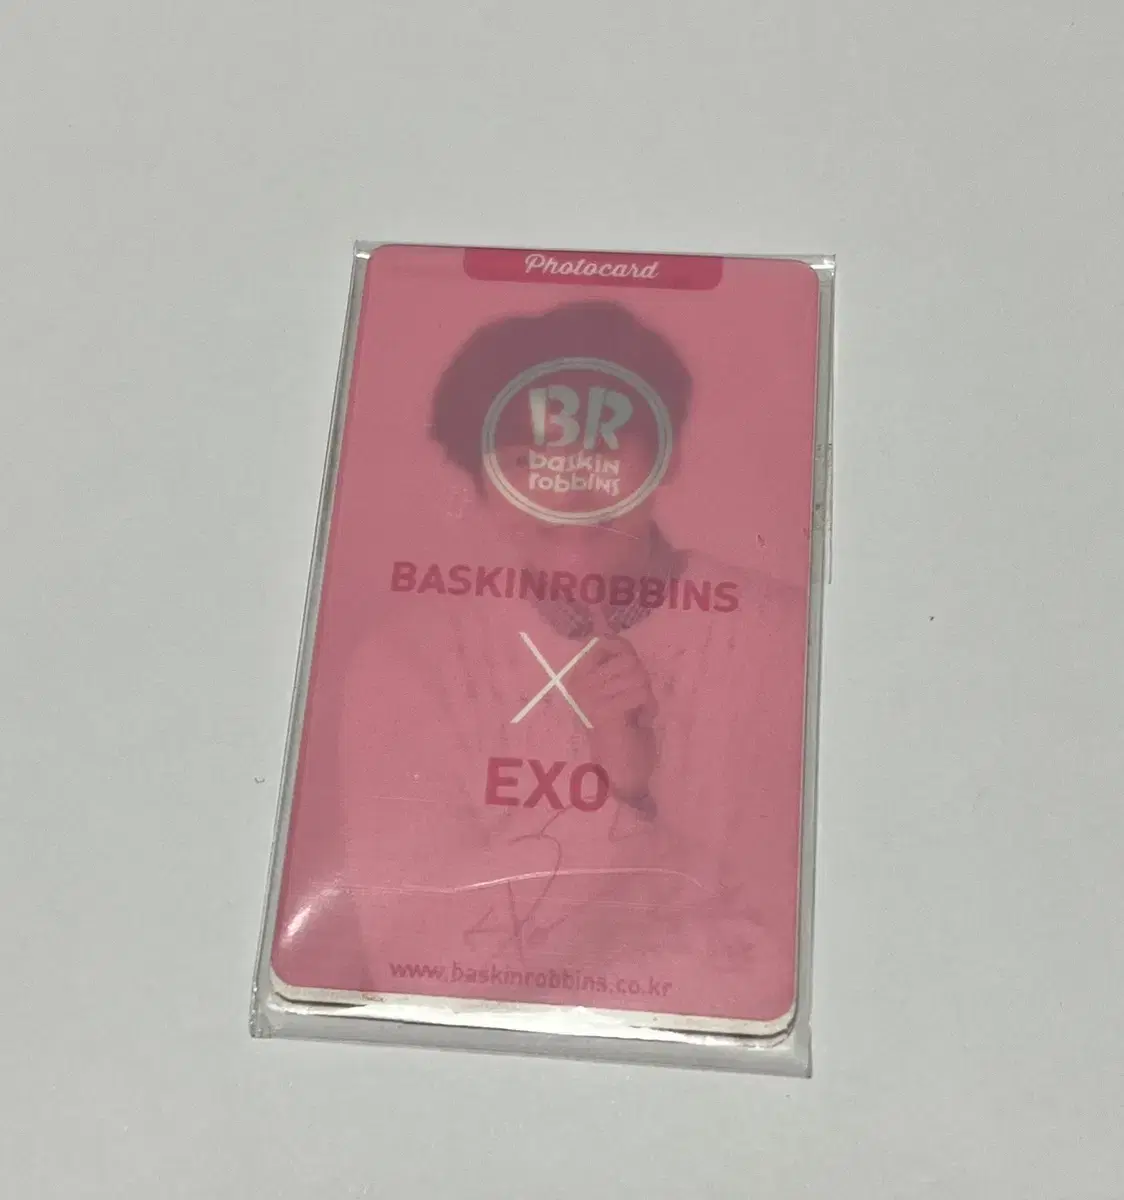 Photocard
BR
baskin
robbins
BASKINROBBINS
X
EXO
www.baskinrobbins.co.kr